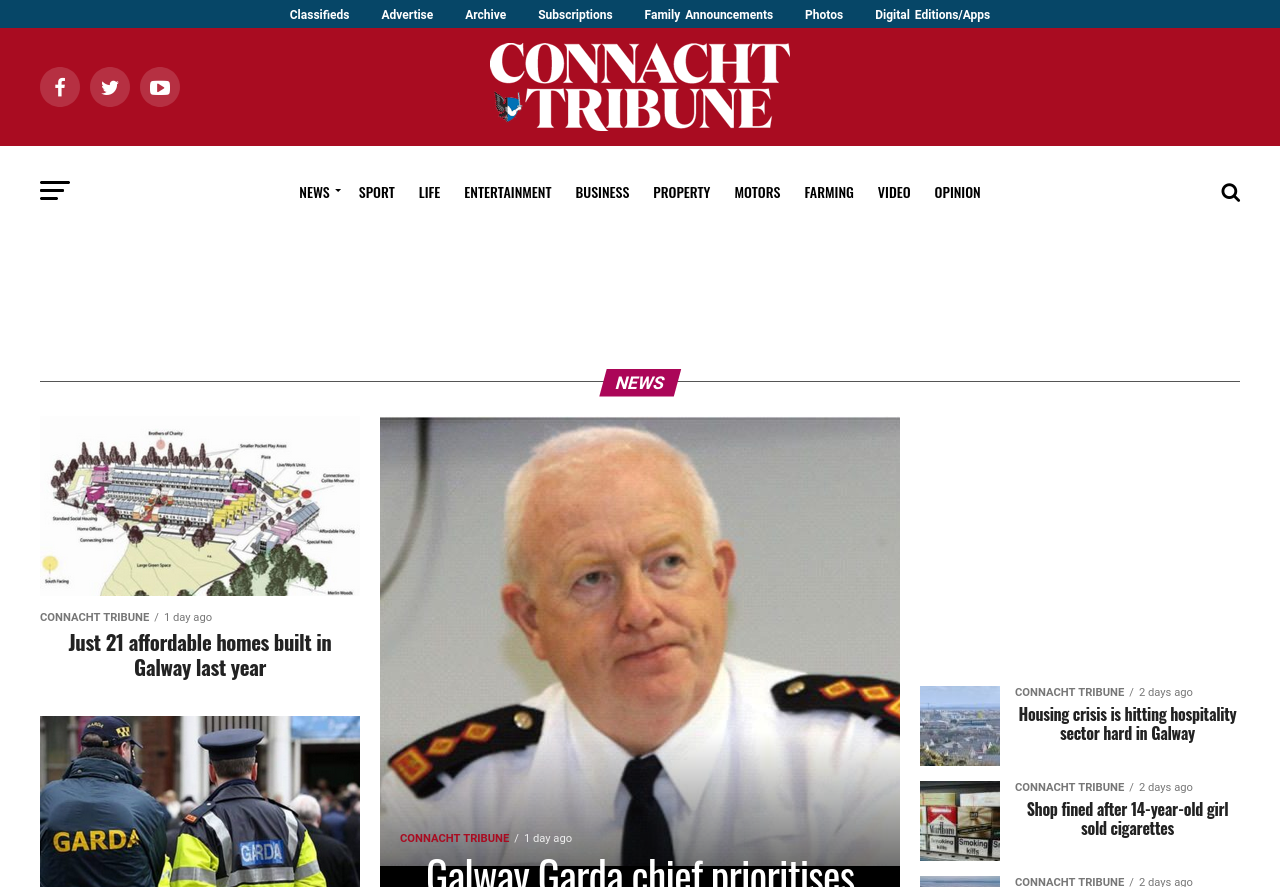 Classifieds
Advertise
Archive
Subscriptions
Family Announcements
Photos
Digital Editions/Apps
CONNACHT
TRIBUNE
NEWS
SPORT
LIFE
ENTERTAINMENT
BUSINESS
PROPERTY
MOTORS
FARMING
VIDEO
OPINION
NEWS
Brothers of Charity
Smaller Pocket Play Areas
Plaza
Live/Work Units
Creche
Connection to
Standard Social Housing
Home Offices
Connecting Street
Affordable Housing
Special Needs
Large Green Space
South Facing
Merlin Woods
CONNACHT TRIBUNE / 1 day ago
Just 21 affordable homes built in
Galway last year
GARDA
GARDA
GARDA
CONNACHT TRIBUNE / 1 day ago
Galway Garda chief prioritises
CONNACHT TRIBUNE / 2 days ago
Housing crisis is hitting hospitality
sector hard in Galway
Marlboro
Smoking
kills
Smoking
kills
CONNACHT TRIBUNE / 2 days ago
Shop fined after 14-year-old girl
sold cigarettes
CONNACHT TRIBUNE / 2 days ago